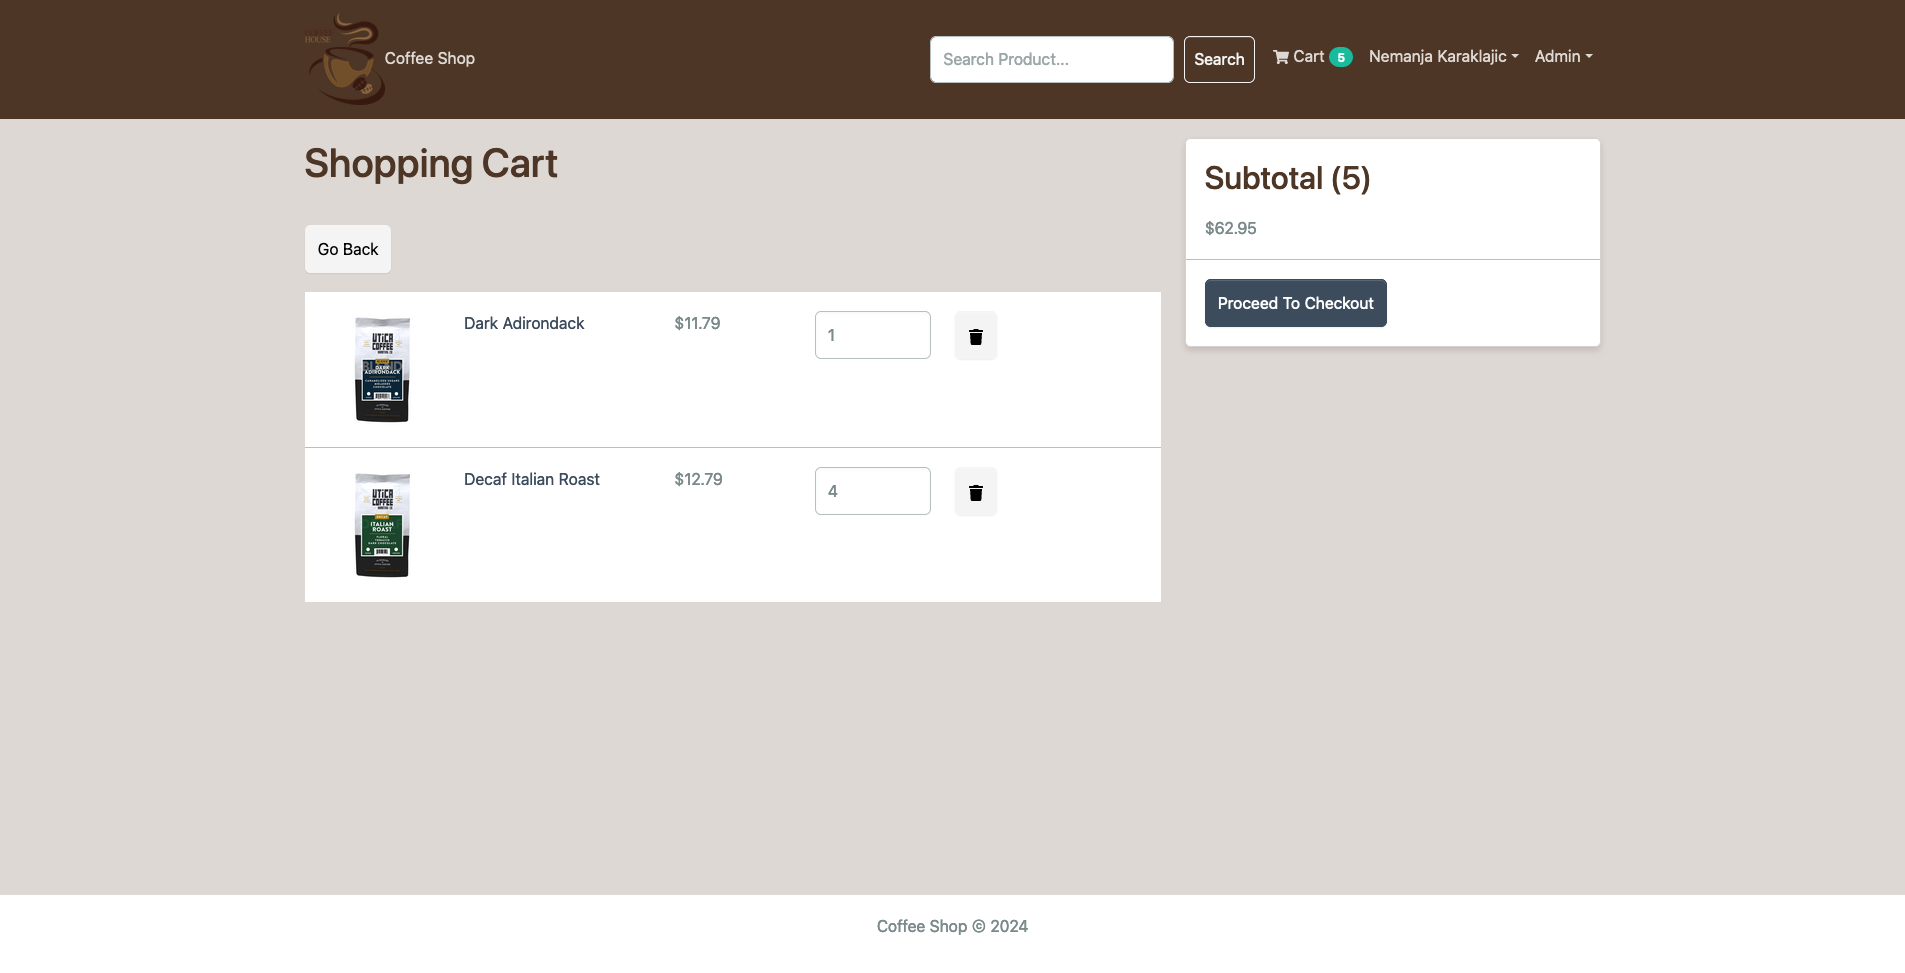 HOUSE
Coffee Shop
Search Product...
Search
Cart 5
Nemanja Karaklajic
Admin
Shopping Cart
Go Back
UTICA
COFFEE
DARK
ADIRONDACK
Dark Adirondack
$11.79
1
UTICA
COFFEE
ITALIAN
ROAST
Decaf Italian Roast
$12.79
4
Subtotal (5)
$62.95
Proceed To Checkout
Coffee Shop © 2024